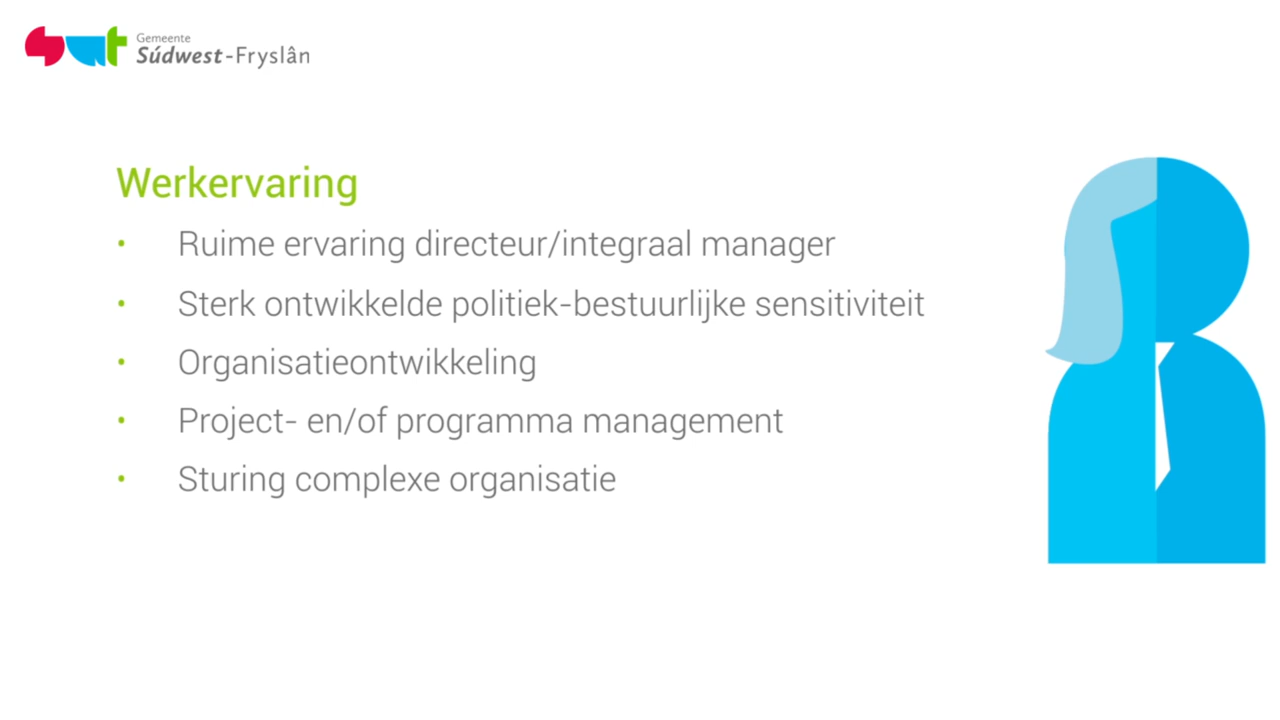 Gemeente
Súdwest-Fryslân
Werkervaring
• Ruime ervaring directeur/integraal manager
• Sterk ontwikkelde politiek-bestuurlijke sensitiviteit
• Organisatieontwikkeling
• Project- en/of programma management
• Sturing complexe organisatie